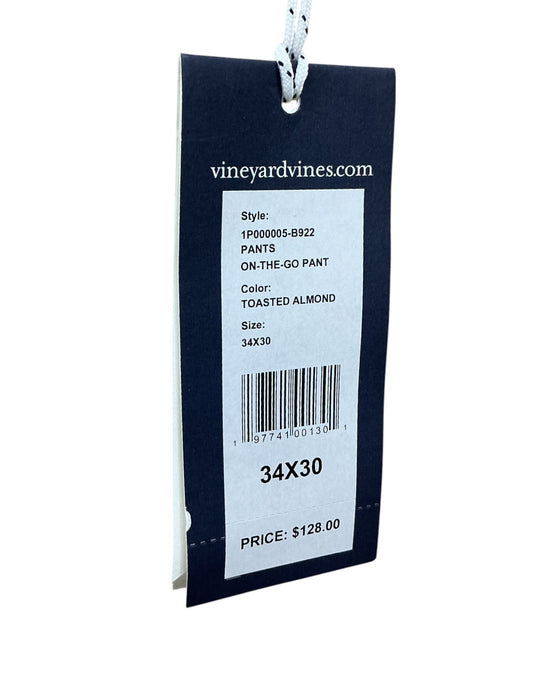 vineyardvines.com
Style:
1P000005-B922
PANTS
ON-THE-GO PANT
Color:
TOASTED ALMOND
Size:
34X30
1 97741 00130 1
34X30
PRICE: $128.00